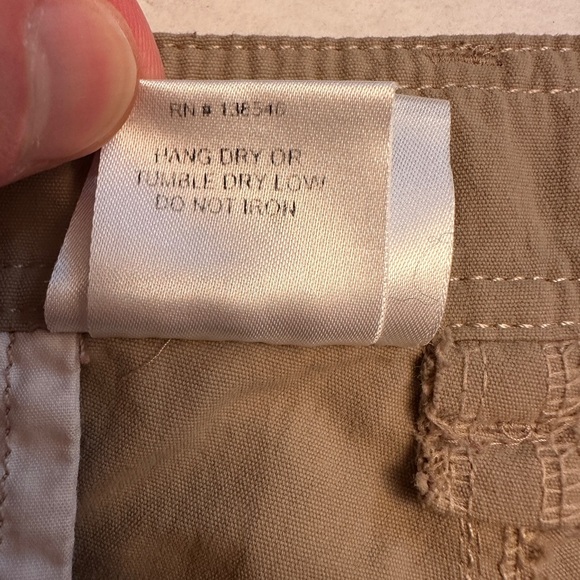 RN # 138546
HANG DRY OR
TUMBLE DRY LOW
DO NOT IRON